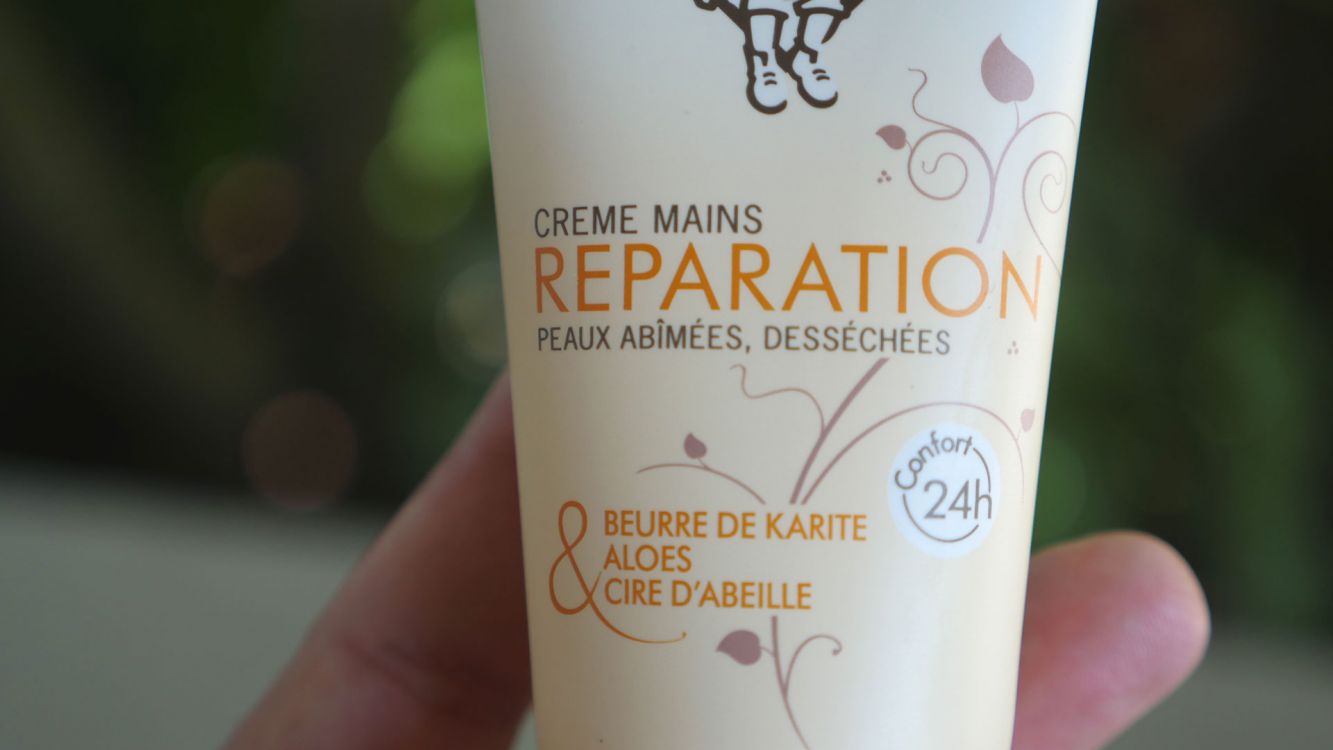 CREME MAINS
REPARATION
PEAUX ABÎMÉES, DESSÉCHÉES
Confort
24h
& BEURRE DE KARITE
ALOES
CIRE D'ABEILLE